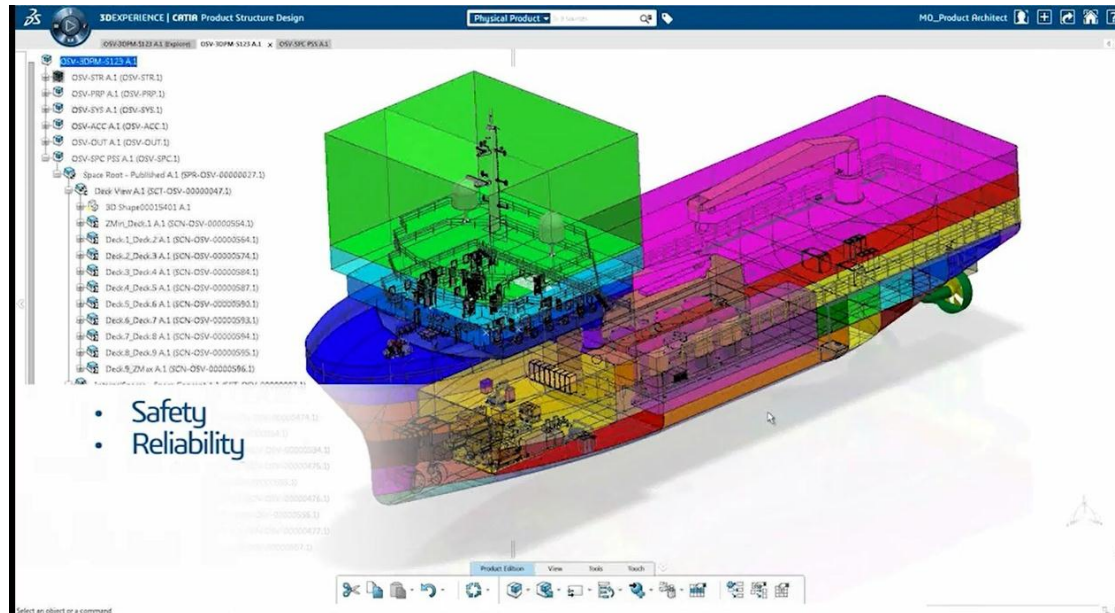 3DEXPERIENCE | CATIA Product Structure Design
Physical Product
MO_Product Architect
OSV-3DPM-S123 A.1 (Explore)
OSV-3DPM-S123 A.1 x
OSV-SPC PSS A.1
OSV-3DPM-S123 A.1
OSV-STR A.1 (OSV-STR.1)
OSV-PRP A.1 (OSV-PRP.1)
OSV-SYS A.1 (OSV-SYS.1)
OSV-ACC A.1 (OSV-ACC.1)
OSV-OUT A.1 (OSV-OUT.1)
OSV-SPC PSS A.1 (OSV-SPC.1)
Space Root - Published A.1 (SPR-OSV-00000027.1)
Deck View A.1 (SCT-OSV-00000047.1)
3D Shape00015401 A.1
ZMin_Deck.1 A.1 (SCN-OSV-00000554.1)
Deck.1_Deck.2 A.1 (SCN-OSV-00000564.1)
Deck.2_Deck.3 A.1 (SCN-OSV-00000574.1)
Deck.3_Deck.4 A.1 (SCN-OSV-00000584.1)
Deck.4_Deck.5 A.1 (SCN-OSV-00000587.1)
Deck.5_Deck.6 A.1 (SCN-OSV-00000590.1)
Deck.6_Deck.7 A.1 (SCN-OSV-00000593.1)
Deck.7_Deck.8 A.1 (SCN-OSV-00000594.1)
Deck.8_Deck.9 A.1 (SCN-OSV-00000595.1)
Deck.9_ZMax A.1 (SCN-OSV-00000596.1)
• Safety
• Reliability
Product Edition
View
Tools
Touch
Select an object or a command